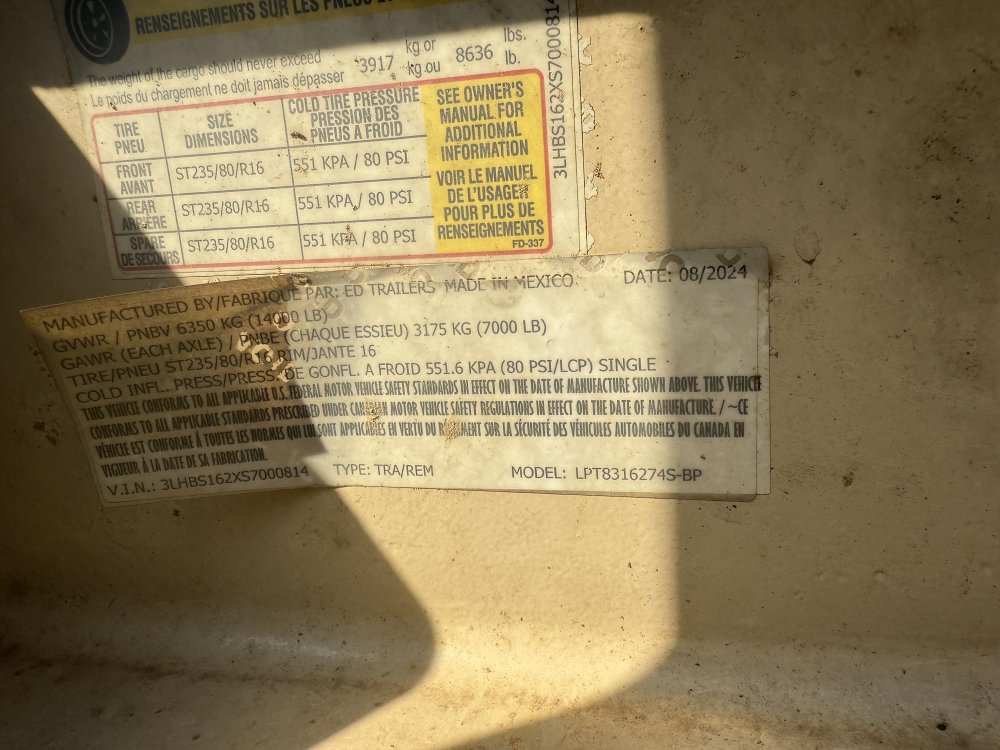 RENSEIGNEMENTS SUR LES PNEUS ET
The weight of the cargo should never exceed 3917 kg or 8636 lbs.
Le poids du chargement ne doit jamais dépasser kg ou lb.
TIRE PNEU SIZE DIMENSIONS COLD TIRE PRESSURE PRESSION DES PNEUS A FROID
FRONT AVANT ST235/80/R16 551 KPA / 80 PSI
REAR ARRIÈRE ST235/80/R16 551 KPA / 80 PSI
SPARE DE SECOURS ST235/80/R16 551 KPA / 80 PSI
SEE OWNER'S
MANUAL FOR
ADDITIONAL
INFORMATION
VOIR LE MANUEL
DE L'USAGER
POUR PLUS DE
RENSEIGNEMENTS
FD-337
3LHBS162XS7000814
MANUFACTURED BY/FABRIQUE PAR: ED TRAILERS MADE IN MEXICO DATE: 08/2024
GVWR / PNBV 6350 KG (14000 LB)
GAWR (EACH AXLE) / PNBE (CHAQUE ESSIEU) 3175 KG (7000 LB)
TIRE/PNEU ST235/80/R16 RIM/JANTE 16
COLD INFL. PRESS/PRESS. DE GONFL. A FROID 551.6 KPA (80 PSI/LCP) SINGLE
THIS VEHICLE CONFORMS TO ALL APPLICABLE U.S. FEDERAL MOTOR VEHICLE SAFETY STANDARDS IN EFFECT ON THE DATE OF MANUFACTURE SHOWN ABOVE. THIS VEHICLE
CONFORMS TO ALL APPLICABLE STANDARDS PRESCRIBED UNDER CANADIAN MOTOR VEHICLE SAFETY REGULATIONS IN EFFECT ON THE DATE OF MANUFACTURE. / ~CE
VÉHICLE EST CONFORME À TOUTES LES NORMES QUI LUI SONT APPLICABLES EN VERTU DU RÈGLEMENT SUR LA SÉCURITÉ DES VÉHICULES AUTOMOBILES DU CANADA EN
VIGUEUR À LA DATE DE SA FABRICATION.
V.I.N.: 3LHBS162XS7000814 TYPE: TRA/REM MODEL: LPT8316274S-BP